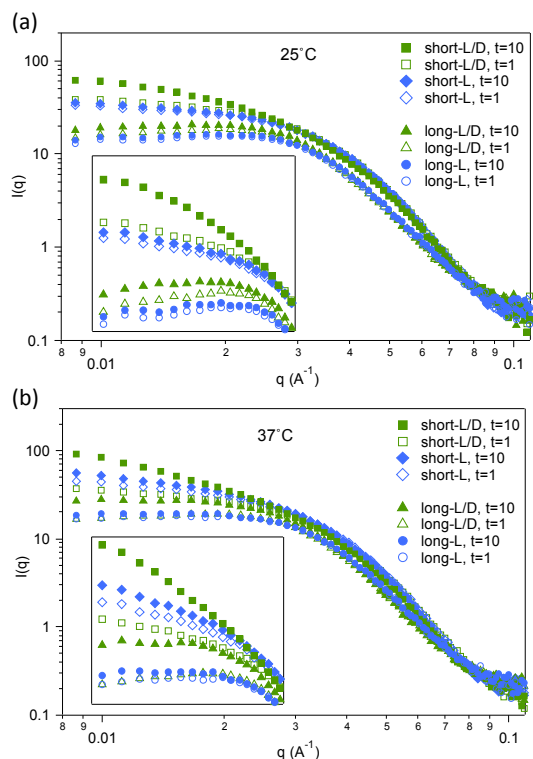 (a)
25°C
100
10
1
0.1
I(q)
short-L/D, t=10
short-L/D, t=1
short-L, t=10
short-L, t=1
long-L/D, t=10
long-L/D, t=1
long-L, t=10
long-L, t=1
8 9 0.01 2 3 4 5 6 7 8 9 0.1
q (A⁻¹)
(b)
37°C
100
10
1
0.1
I(q)
short-L/D, t=10
short-L/D, t=1
short-L, t=10
short-L, t=1
long-L/D, t=10
long-L/D, t=1
long-L, t=10
long-L, t=1
8 9 0.01 2 3 4 5 6 7 8 9 0.1
q (A⁻¹)